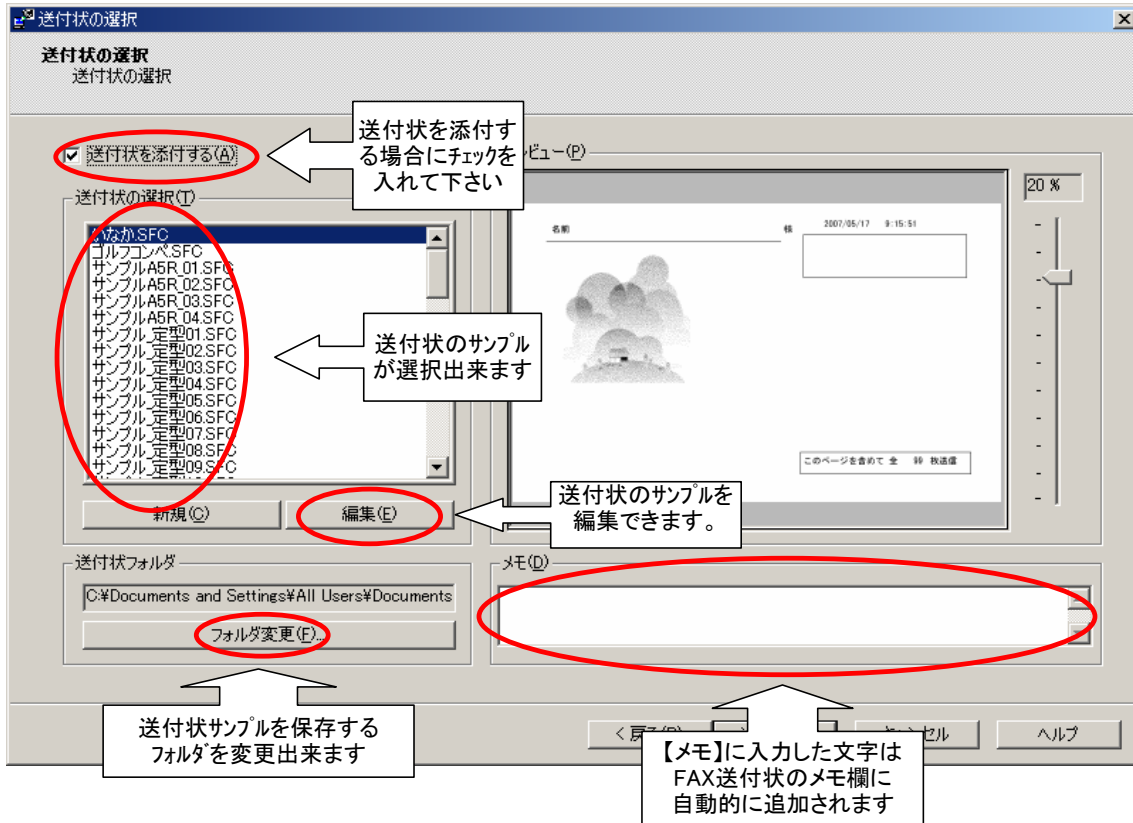 送付状の選択
送付状の選択
送付状の選択
送付状を添付する(A)
送付状を添付す
る場合にチェックを
入れて下さい
ビュー(P)
20 %
送付状の選択(T)
いなか.SFC
ゴルフコンペ.SFC
サンプルA5R_01.SFC
サンプルA5R_02.SFC
サンプルA5R_03.SFC
サンプルA5R_04.SFC
サンプル_定型01.SFC
サンプル_定型02.SFC
サンプル_定型03.SFC
サンプル_定型04.SFC
サンプル_定型05.SFC
サンプル_定型06.SFC
サンプル_定型07.SFC
サンプル_定型08.SFC
サンプル_定型09.SFC
送付状のサンプル
が選択出来ます
名前 様 2007/05/17 9:15:51
このページを含めて 全 99 枚送信
新規(C) 編集(E)
送付状のサンプルを
編集できます。
送付状フォルダ
C:¥Documents and Settings¥All Users¥Documents
フォルダ変更(F)...
メモ(D)
送付状サンプルを保存する
フォルダを変更出来ます
ヘルプ
【メモ】に入力した文字は
FAX送付状のメモ欄に
自動的に追加されます